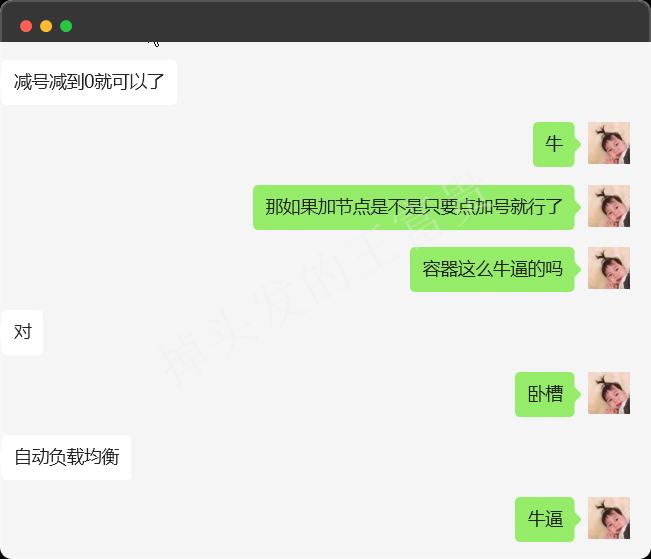 减号减到0就可以了
牛
那如果加节点是不是只要点加号就行了
容器这么牛逼的吗
对
卧槽
自动负载均衡
牛逼
掉头发的王富贵